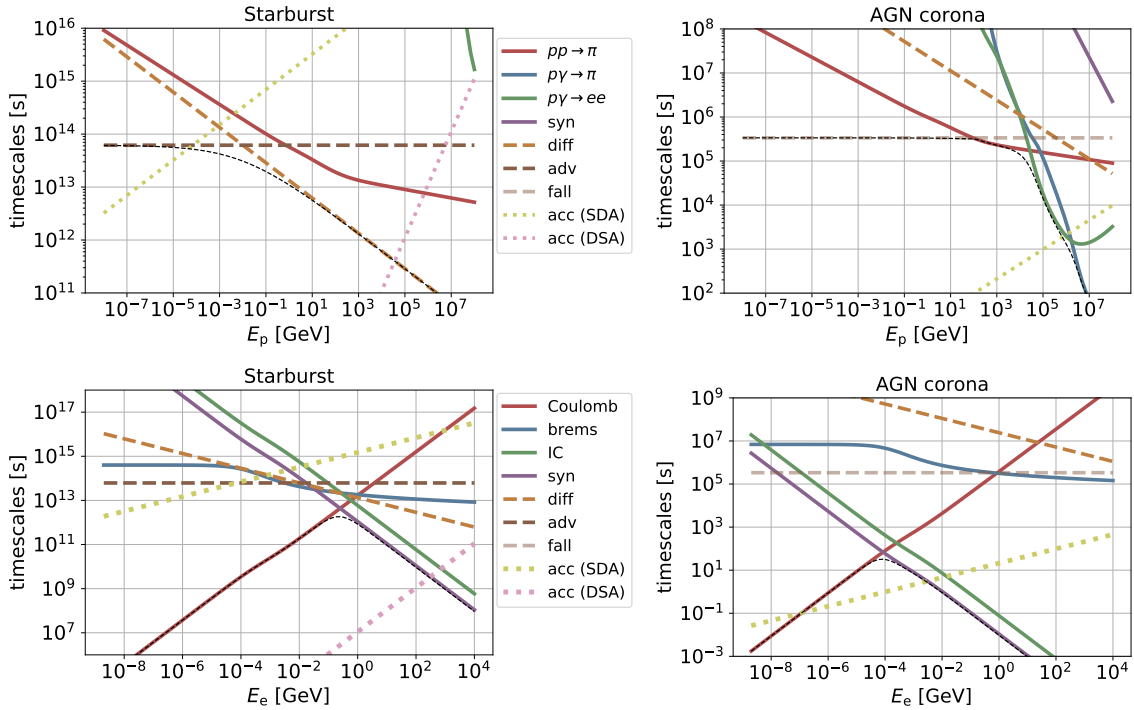 Starburst
timescales [s]
10^16
10^15
10^14
10^13
10^12
10^11
10^−7 10^−5 10^−3 10^−1 10^1 10^3 10^5 10^7
E_p [GeV]
pp → π
pγ → π
pγ → ee
syn
diff
adv
fall
acc (SDA)
acc (DSA)
AGN corona
timescales [s]
10^8
10^7
10^6
10^5
10^4
10^3
10^2
10^−7 10^−5 10^−3 10^−1 10^1 10^3 10^5 10^7
E_p [GeV]
Starburst
timescales [s]
10^17
10^15
10^13
10^11
10^9
10^7
10^−8 10^−6 10^−4 10^−2 10^0 10^2 10^4
E_e [GeV]
Coulomb
brems
IC
syn
diff
adv
fall
acc (SDA)
acc (DSA)
AGN corona
timescales [s]
10^9
10^7
10^5
10^3
10^1
10^−1
10^−3
10^−8 10^−6 10^−4 10^−2 10^0 10^2 10^4
E_e [GeV]